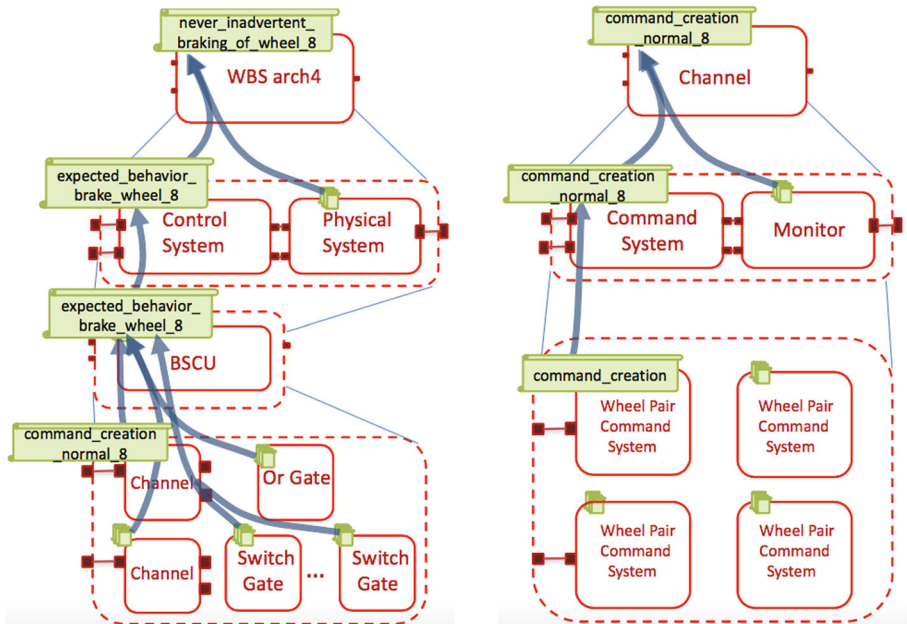 never_inadvertent_
braking_of_wheel_8
WBS arch4
expected_behavior_
brake_wheel_8
Control
System
Physical
System
expected_behavior_
brake_wheel_8
BSCU
command_creation
_normal_8
Channel
Or Gate
Channel
Switch
Gate
...
Switch
Gate
command_creation
_normal_8
Channel
command_creation
_normal_8
Command
System
Monitor
command_creation
Wheel Pair
Command
System
Wheel Pair
Command
System
Wheel Pair
Command
System
Wheel Pair
Command
System